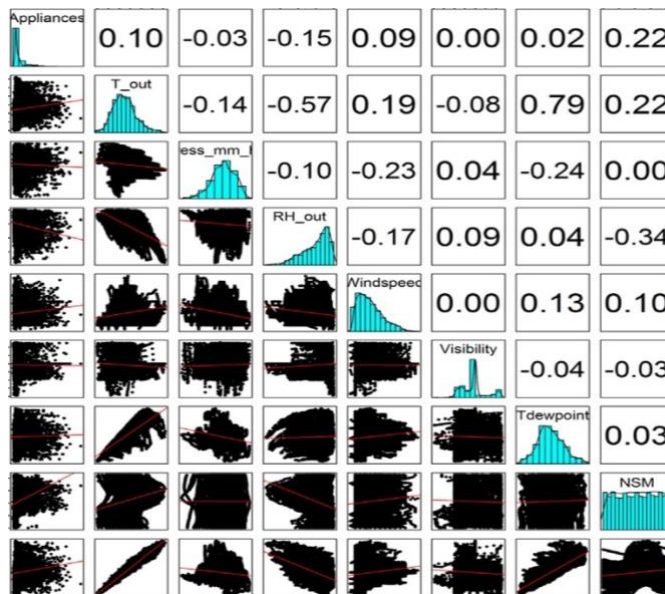 Appliances 0.10 -0.03 -0.15 0.09 0.00 0.02 0.22
T_out -0.14 -0.57 0.19 -0.08 0.79 0.22
ess_mm_ -0.10 -0.23 0.04 -0.24 0.00
RH_out -0.17 0.09 0.04 -0.34
Windspeed 0.00 0.13 0.10
Visibility -0.04 -0.03
Tdewpoint 0.03
NSM